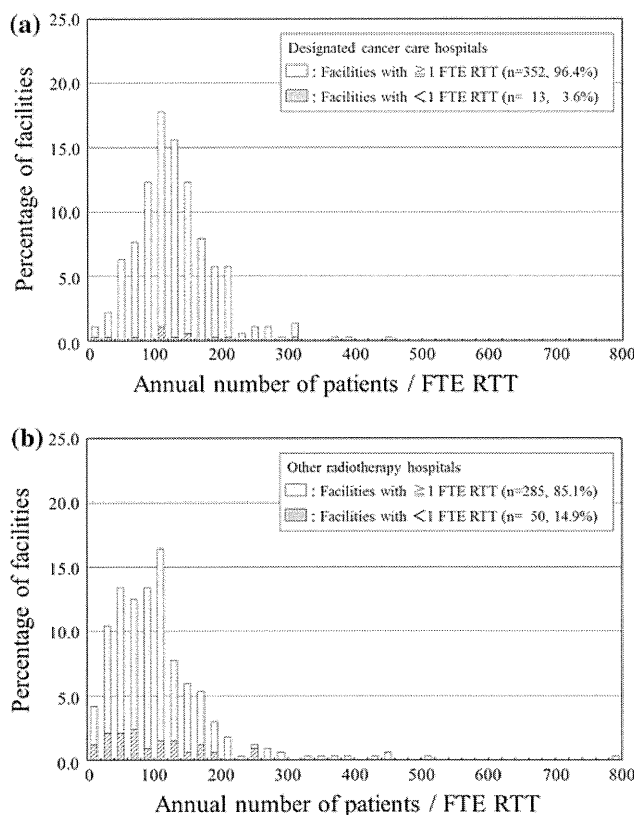 (a)
25.0
20.0
15.0
10.0
5.0
0.0
Percentage of facilities
Designated cancer care hospitals
: Facilities with ≧1 FTE RTT (n=352, 96.4%)
: Facilities with <1 FTE RTT (n= 13, 3.6%)
0 100 200 300 400 500 600 700 800
Annual number of patients / FTE RTT
(b)
25.0
20.0
15.0
10.0
5.0
0.0
Percentage of facilities
Other radiotherapy hospitals
: Facilities with ≧1 FTE RTT (n=285, 85.1%)
: Facilities with <1 FTE RTT (n= 50, 14.9%)
0 100 200 300 400 500 600 700 800
Annual number of patients / FTE RTT